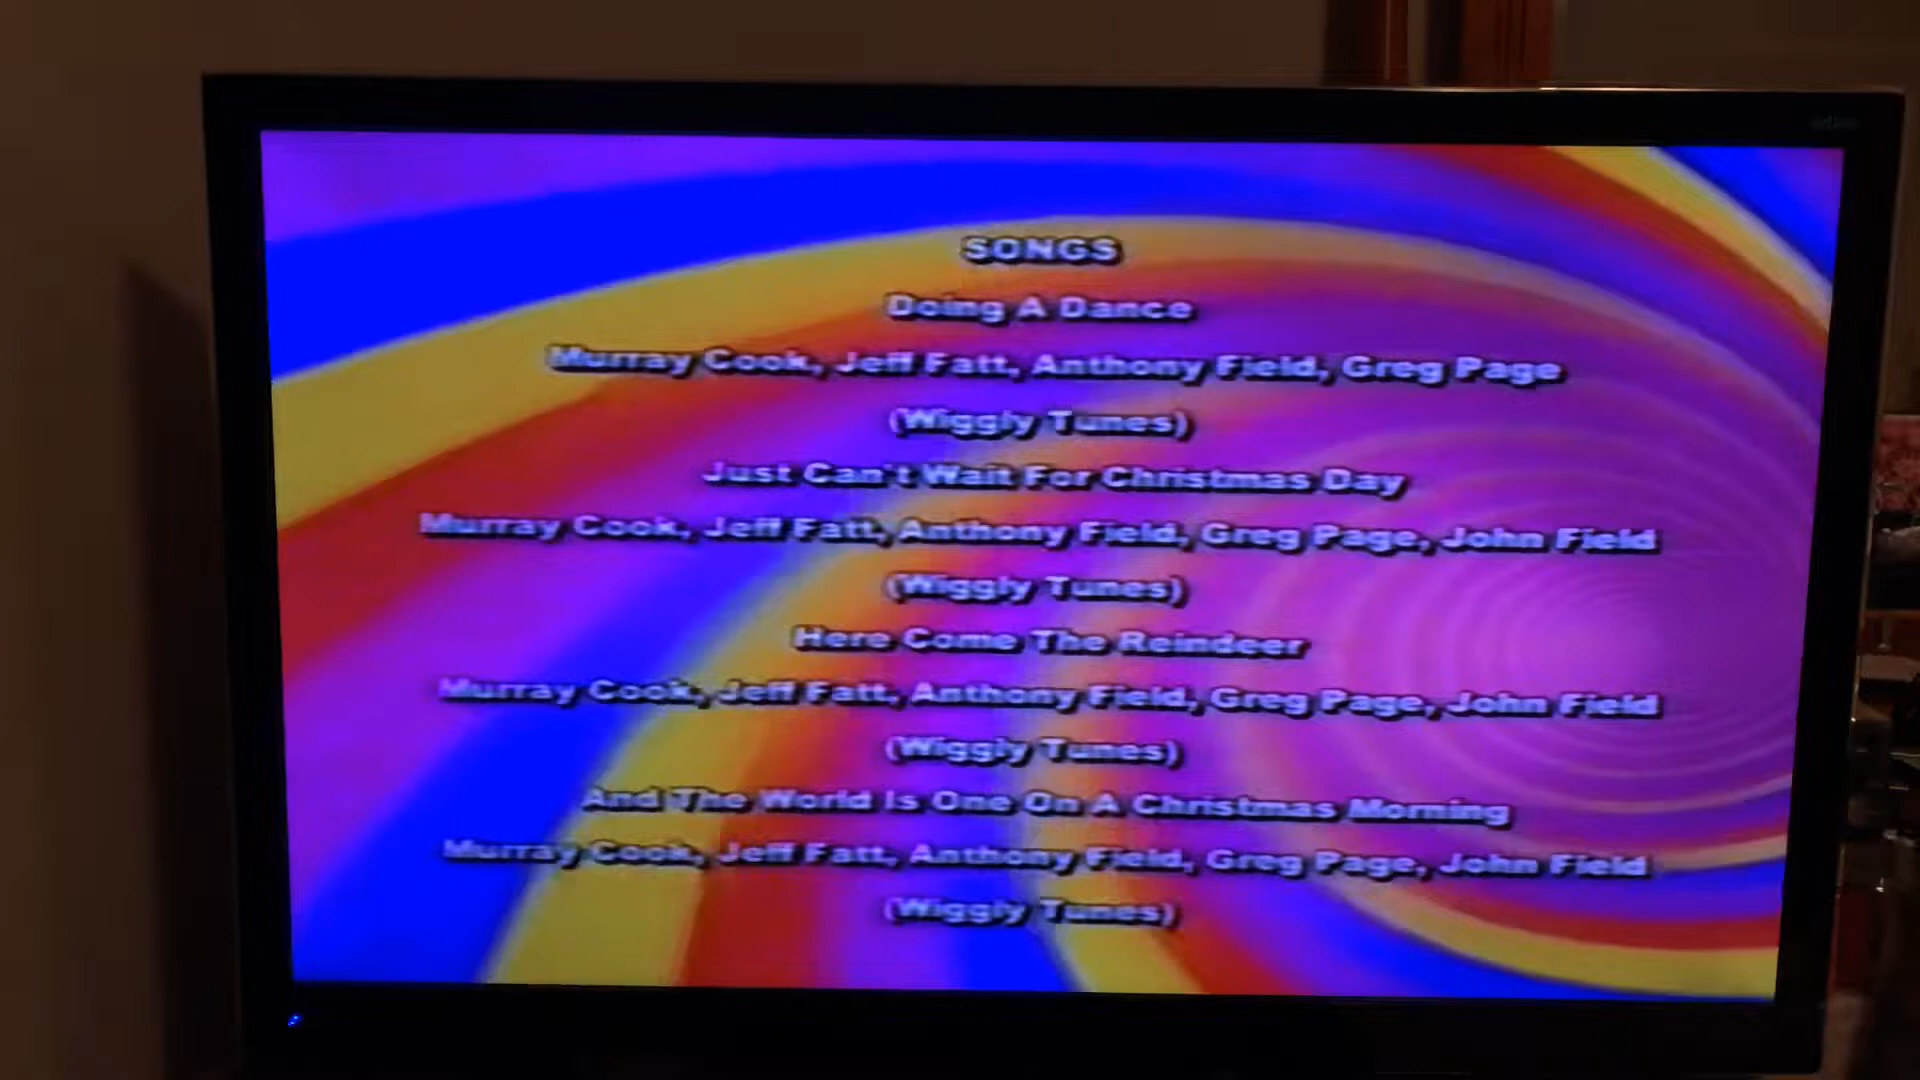 SONGS
Doing A Dance
Murray Cook, Jeff Fatt, Anthony Field, Greg Page
(Wiggly Tunes)
Just Can't Wait For Christmas Day
Murray Cook, Jeff Fatt, Anthony Field, Greg Page, John Field
(Wiggly Tunes)
Here Come The Reindeer
Murray Cook, Jeff Fatt, Anthony Field, Greg Page, John Field
(Wiggly Tunes)
And The World Is One On A Christmas Morning
Murray Cook, Jeff Fatt, Anthony Field, Greg Page, John Field
(Wiggly Tunes)